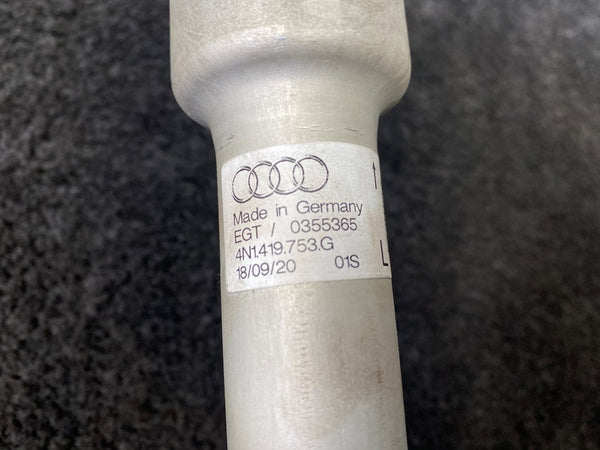 Made in Germany
EGT / 0355365
4N1.419.753.G
18/09/20 01S
L